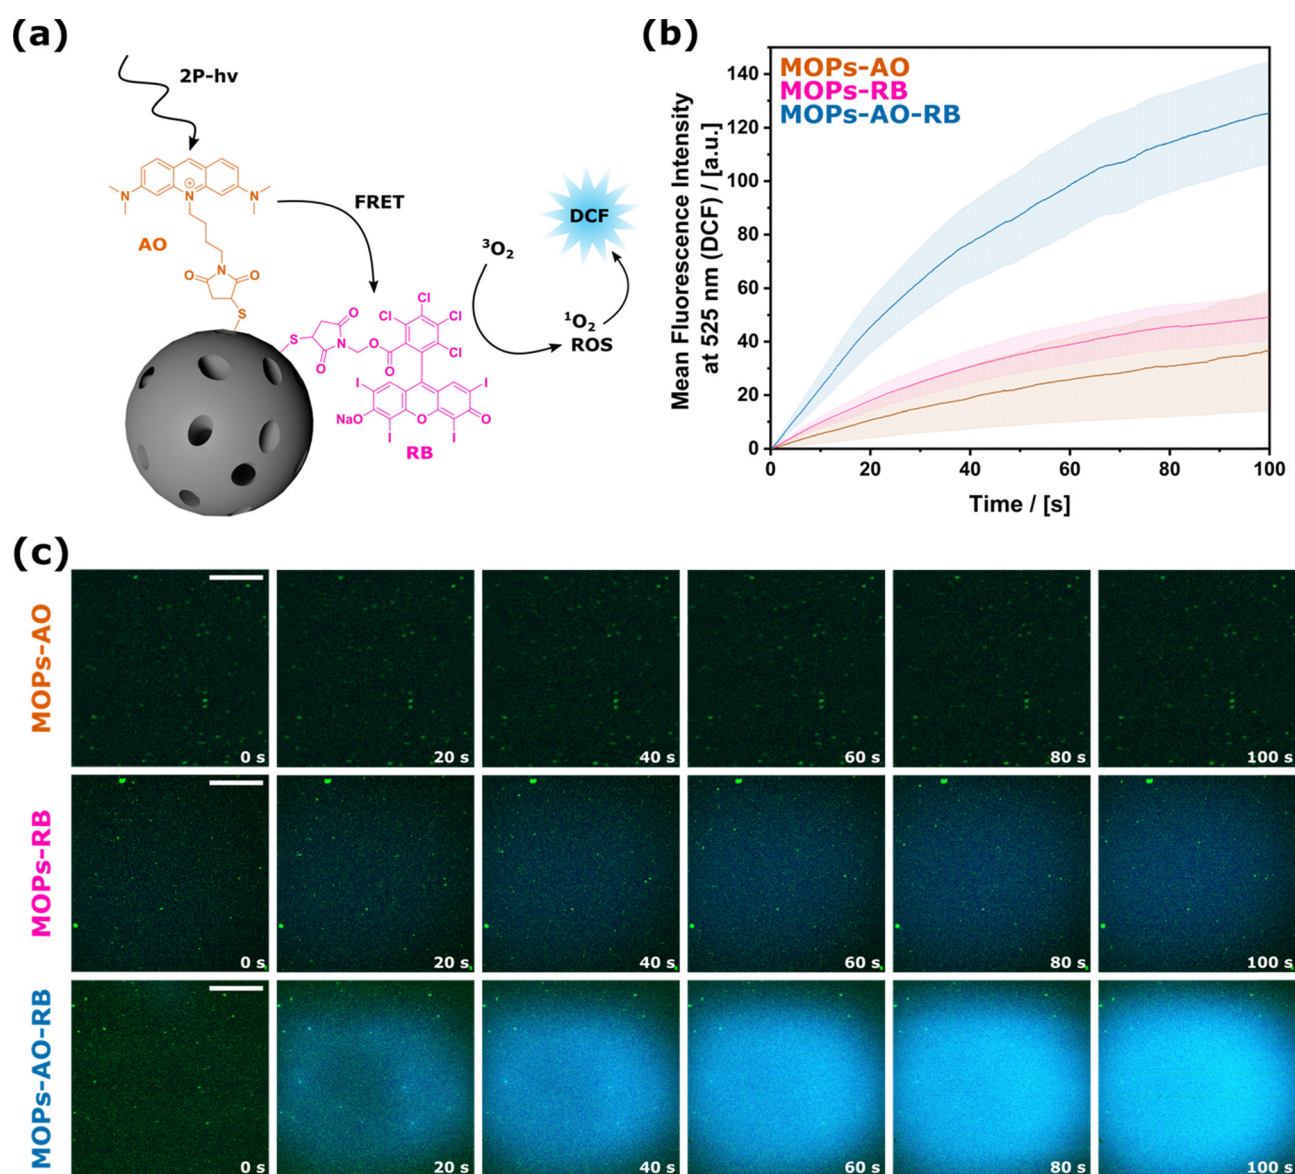 (a)
2P-hv
N
N
⊕
N
AO
FRET
DCF
³O₂
¹O₂
ROS
O
N
O
S
S
O
N
O
O
O
Cl
Cl
Cl
Cl
I
I
NaO
O
O
I
I
RB
(b)
MOPs-AO
MOPs-RB
MOPs-AO-RB
Mean Fluorescence Intensity
at 525 nm (DCF) / [a.u.]
140
120
100
80
60
40
20
0
0 20 40 60 80 100
Time / [s]
(c)
MOPs-AO
0 s 20 s 40 s 60 s 80 s 100 s
MOPs-RB
0 s 20 s 40 s 60 s 80 s 100 s
MOPs-AO-RB
0 s 20 s 40 s 60 s 80 s 100 s